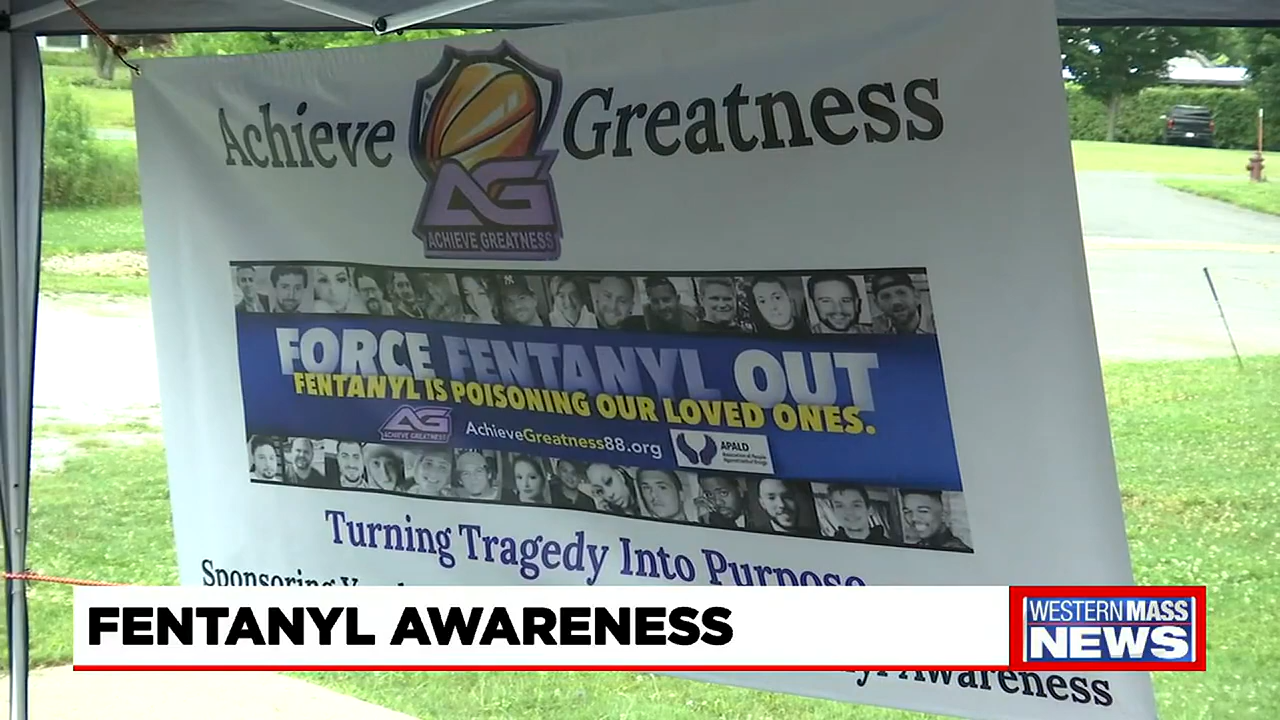 Achieve Greatness
AG
ACHIEVE GREATNESS
FORCE FENTANYL OUT
FENTANYL IS POISONING OUR LOVED ONES.
AG
ACHIEVE GREATNESS
AchieveGreatness88.org
APALD
Turning Tragedy Into Purpose
Sponsoring
Awareness
FENTANYL AWARENESS
WESTERN MASS
NEWS